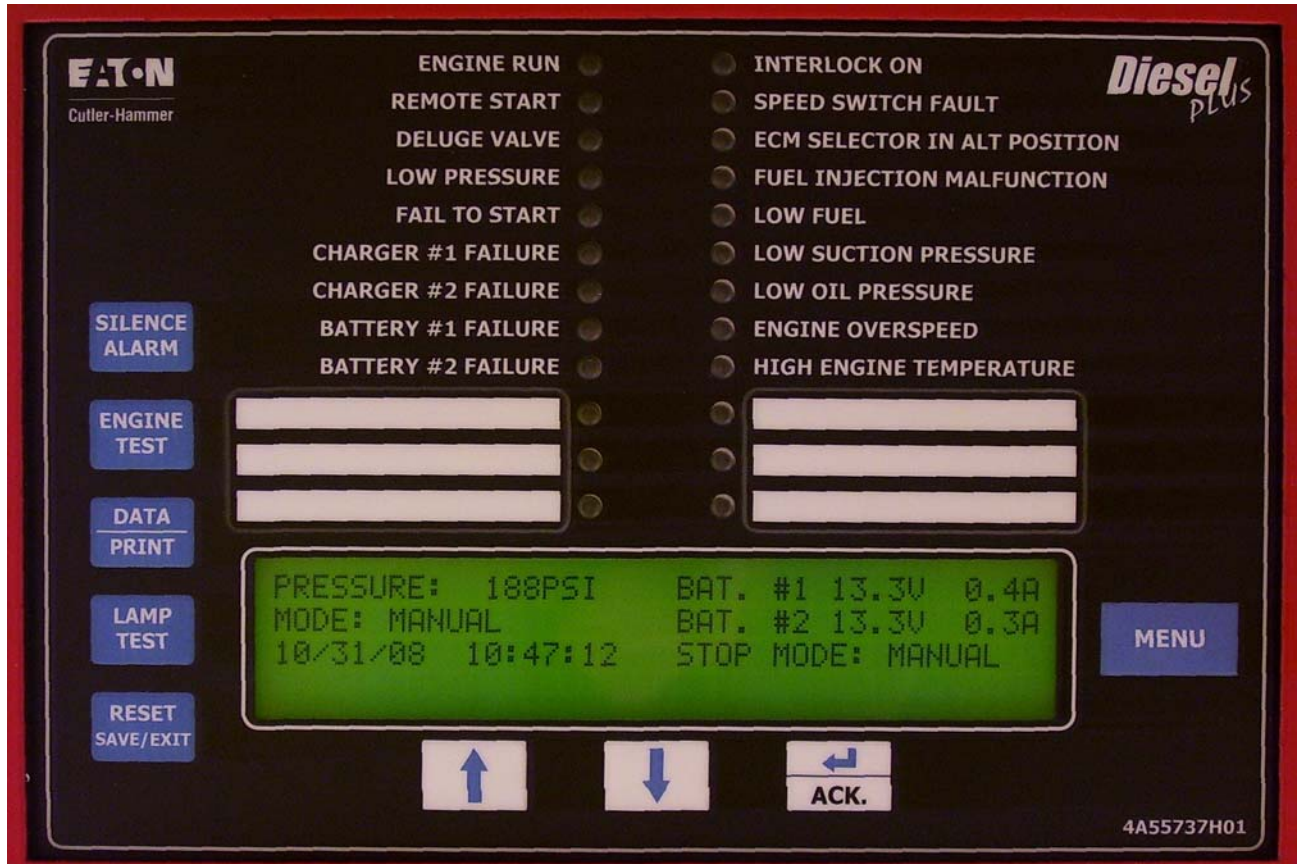 EATON
Cutler-Hammer
Diesel
PLUS
ENGINE RUN
REMOTE START
DELUGE VALVE
LOW PRESSURE
FAIL TO START
CHARGER #1 FAILURE
CHARGER #2 FAILURE
BATTERY #1 FAILURE
BATTERY #2 FAILURE
INTERLOCK ON
SPEED SWITCH FAULT
ECM SELECTOR IN ALT POSITION
FUEL INJECTION MALFUNCTION
LOW FUEL
LOW SUCTION PRESSURE
LOW OIL PRESSURE
ENGINE OVERSPEED
HIGH ENGINE TEMPERATURE
SILENCE
ALARM
ENGINE
TEST
DATA
PRINT
LAMP
TEST
RESET
SAVE/EXIT
PRESSURE: 188PSI BAT. #1 13.3V 0.4A
MODE: MANUAL BAT. #2 13.3V 0.3A
10/31/08 10:47:12 STOP MODE: MANUAL
MENU
ACK.
4A55737H01